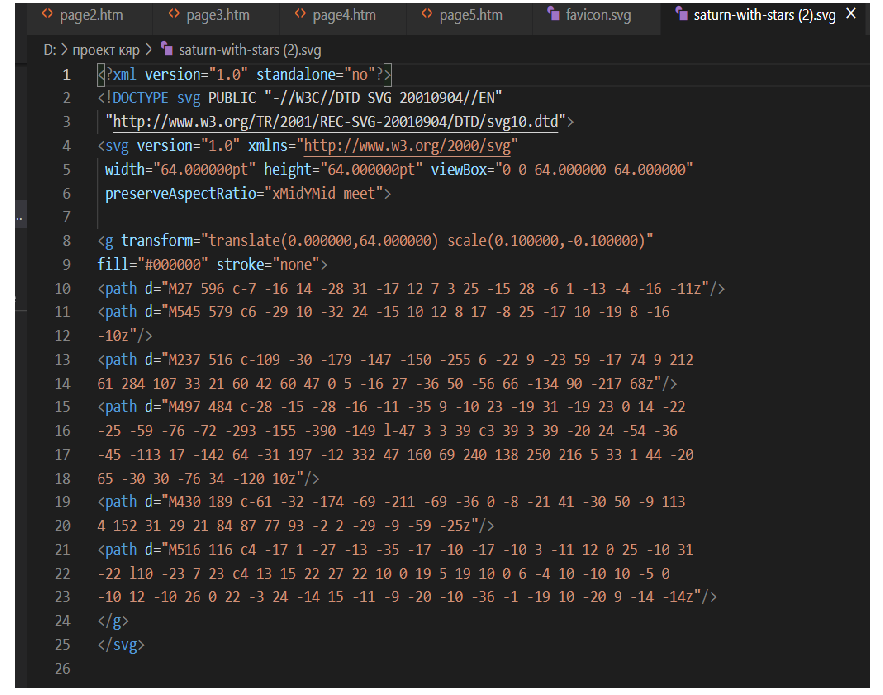 page2.htm page3.htm page4.htm page5.htm favicon.svg saturn-with-stars (2).svg
D: > проект кяр > saturn-with-stars (2).svg
1 <?xml version="1.0" standalone="no"?>
2 <!DOCTYPE svg PUBLIC "-//W3C//DTD SVG 20010904//EN"
3 "http://www.w3.org/TR/2001/REC-SVG-20010904/DTD/svg10.dtd">
4 <svg version="1.0" xmlns="http://www.w3.org/2000/svg"
5 width="64.000000pt" height="64.000000pt" viewBox="0 0 64.000000 64.000000"
6 preserveAspectRatio="xMidYMid meet">
7
8 <g transform="translate(0.000000,64.000000) scale(0.100000,-0.100000)"
9 fill="#000000" stroke="none">
10 <path d="M27 596 c-7 -16 14 -28 31 -17 12 7 3 25 -15 28 -6 1 -13 -4 -16 -11z"/>
11 <path d="M545 579 c6 -29 10 -32 24 -15 10 12 8 17 -8 25 -17 10 -19 8 -16
12 -10z"/>
13 <path d="M237 516 c-109 -30 -179 -147 -150 -255 6 -22 9 -23 59 -17 74 9 212
14 61 284 107 33 21 60 42 60 47 0 5 -16 27 -36 50 -56 66 -134 90 -217 68z"/>
15 <path d="M497 484 c-28 -15 -28 -16 -11 -35 9 -10 23 -19 31 -19 23 0 14 -22
16 -25 -59 -76 -72 -293 -155 -390 -149 l-47 3 3 39 c3 39 3 39 -20 24 -54 -36
17 -45 -113 17 -142 64 -31 197 -12 332 47 160 69 240 138 250 216 5 33 1 44 -20
18 65 -30 30 -76 34 -120 10z"/>
19 <path d="M430 189 c-61 -32 -174 -69 -211 -69 -36 0 -8 -21 41 -30 50 -9 113
20 4 152 31 29 21 84 87 77 93 -2 2 -29 -9 -59 -25z"/>
21 <path d="M516 116 c4 -17 1 -27 -13 -35 -17 -10 -17 -10 3 -11 12 0 25 -10 31
22 -22 l10 -23 7 23 c4 13 15 22 27 22 10 0 19 5 19 10 0 6 -4 10 -10 10 -5 0
23 -10 12 -10 26 0 22 -3 24 -14 15 -11 -9 -20 -10 -36 -1 -19 10 -20 9 -14 -14z"/>
24 </g>
25 </svg>
26